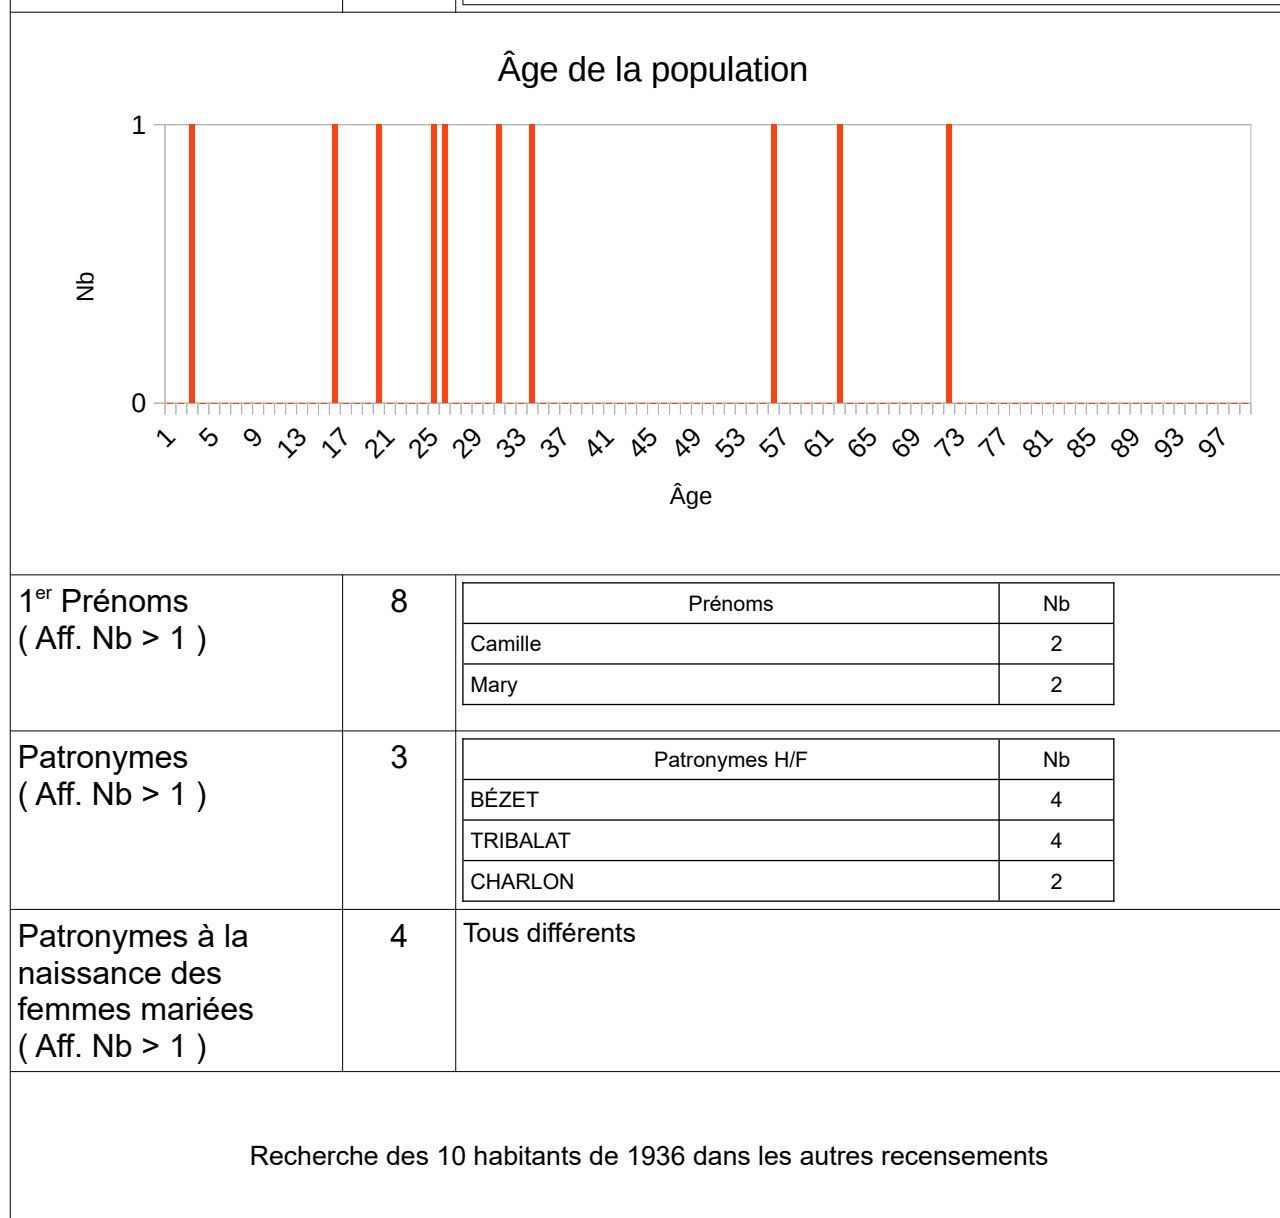 Âge de la population
1
0
Nb
1 5 9 13 17 21 25 29 33 37 41 45 49 53 57 61 65 69 73 77 81 85 89 93 97
Âge
1er Prénoms
( Aff. Nb > 1 )
8
Prénoms Nb
Camille 2
Mary 2
Patronymes
( Aff. Nb > 1 )
3
Patronymes H/F Nb
BÉZET 4
TRIBALAT 4
CHARLON 2
Patronymes à la
naissance des
femmes mariées
( Aff. Nb > 1 )
4
Tous différents
Recherche des 10 habitants de 1936 dans les autres recensements